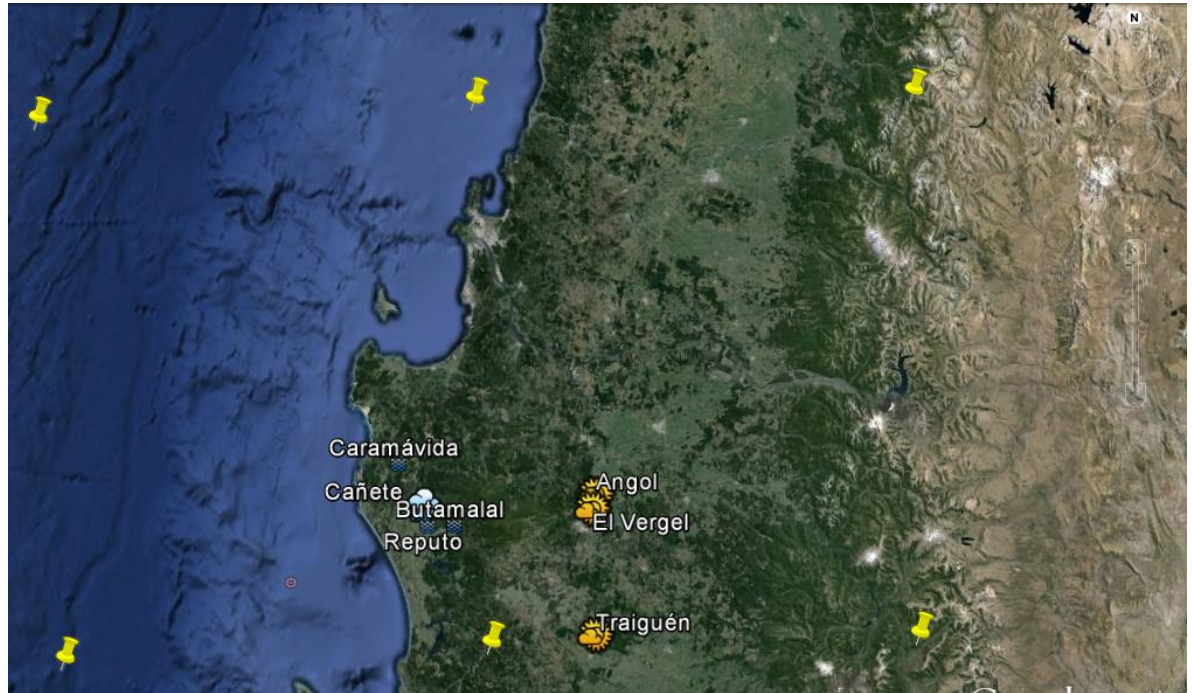 N
Caramávida
Cañete
Butamalal
Reputo
Angol
El Vergel
Traiguén